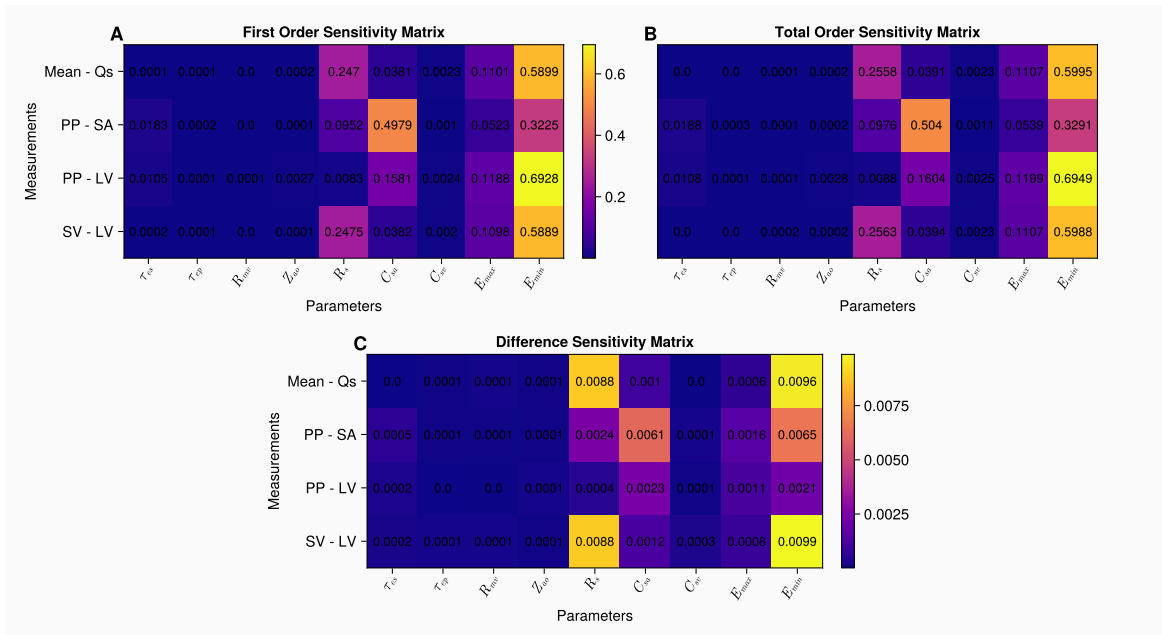 A First Order Sensitivity Matrix
Measurements
Mean - Qs 0.0001 0.0001 0.0 0.0002 0.247 0.0381 0.0023 0.1101 0.5899
PP - SA 0.0183 0.0002 0.0 0.0001 0.0952 0.4979 0.001 0.0523 0.3225
PP - LV 0.0105 0.0001 0.0001 0.0027 0.0083 0.1581 0.0024 0.1188 0.6928
SV - LV 0.0002 0.0001 0.0 0.0001 0.2475 0.0382 0.002 0.1098 0.5889
τes τep Rmv Zao Rs Csa Csv Emax Emin
Parameters
0.6
0.4
0.2
B Total Order Sensitivity Matrix
0.0 0.0 0.0001 0.0002 0.2558 0.0391 0.0023 0.1107 0.5995
0.0188 0.0003 0.0001 0.0002 0.0976 0.504 0.0011 0.0539 0.3291
0.0108 0.0001 0.0001 0.0028 0.0088 0.1604 0.0025 0.1199 0.6949
0.0 0.0 0.0002 0.0002 0.2563 0.0394 0.0023 0.1107 0.5988
τes τep Rmv Zao Rs Csa Csv Emax Emin
Parameters
C Difference Sensitivity Matrix
Measurements
Mean - Qs 0.0 0.0001 0.0001 0.0001 0.0088 0.001 0.0 0.0006 0.0096
PP - SA 0.0005 0.0001 0.0001 0.0001 0.0024 0.0061 0.0001 0.0016 0.0065
PP - LV 0.0002 0.0 0.0 0.0001 0.0004 0.0023 0.0001 0.0011 0.0021
SV - LV 0.0002 0.0001 0.0001 0.0001 0.0088 0.0012 0.0003 0.0008 0.0099
τes τep Rmv Zao Rs Csa Csv Emax Emin
Parameters
0.0075
0.0050
0.0025